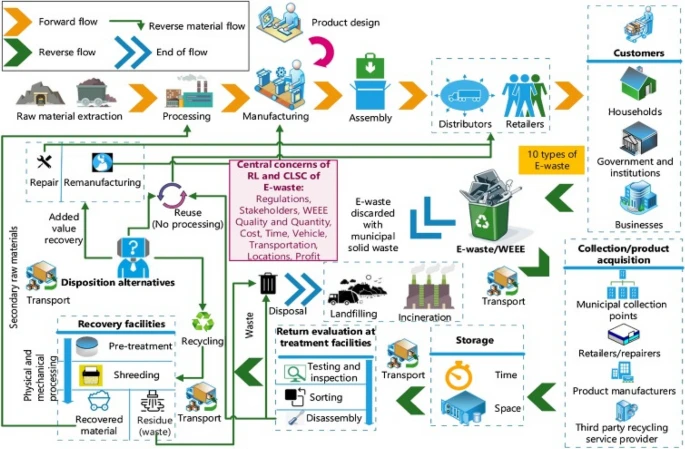 Forward flow
Reverse material flow
Reverse flow
End of flow
Product design
Raw material extraction
Processing
Manufacturing
Assembly
Distributors
Retailers
Customers
Households
Government and
institutions
Businesses
10 types of
E-waste
Repair
Remanufacturing
Central concerns of
RL and CLSC of
E-waste:
Regulations,
Stakeholders, WEEE
Quality and Quantity,
Cost, Time, Vehicle,
Transportation,
Locations, Profit
Reuse
(No processing)
Added
value
recovery
E-waste
discarded
with
municipal
solid waste
E-waste/WEEE
Secondary raw materials
Transport
Disposition alternatives
Recycling
Waste
Disposal
Landfilling
Incineration
Transport
Collection/product
acquisition
Municipal collection
points
Retailers/repairers
Product manufacturers
Third party recycling
service provider
Recovery facilities
Physical and
mechanical
processing
Pre-treatment
Shreeding
Recovered
material
Residue
(waste)
Transport
Return evaluation at
treatment facilities
Testing and
inspection
Sorting
Disassembly
Transport
Storage
Time
Space